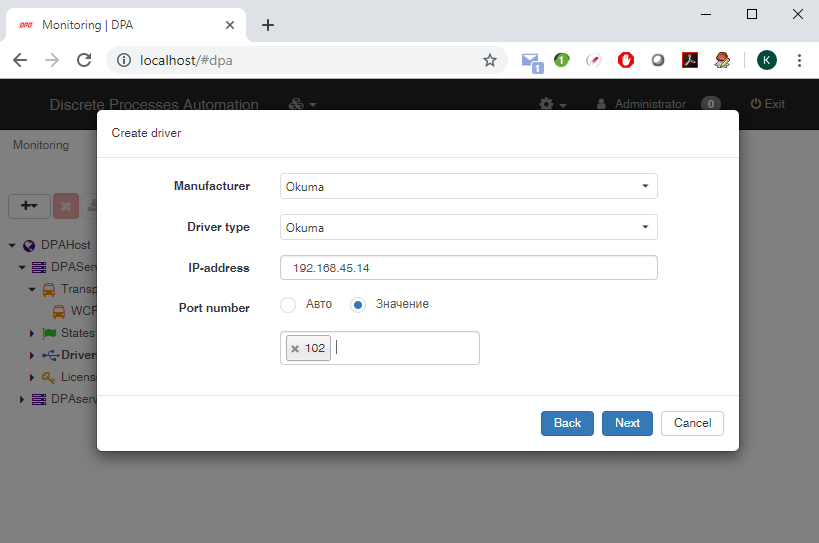 DPA Monitoring | DPA
localhost/#dpa
1
1
K
Discrete Processes Automation
Administrator 0 Exit
Monitoring
Create driver
Manufacturer Okuma
Driver type Okuma
IP-address 192.168.45.14
Port number Авто Значение
102
Back Next Cancel
DPAHost
DPAServ
Transp
WCF
States
Driver
Licens
DPAserv